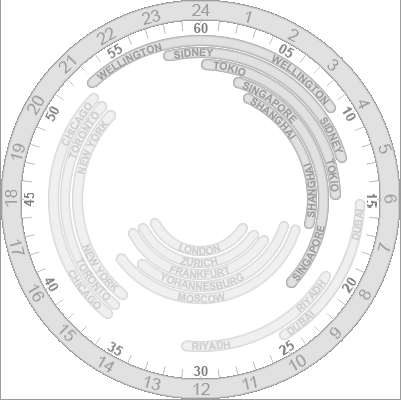 24
1
2
3
4
5
6
7
8
9
10
11
12
13
14
15
16
17
18
19
20
21
22
23
60
05
10
15
20
25
30
35
40
45
50
55
WELLINGTON
WELLINGTON
SIDNEY
SIDNEY
TOKIO
TOKIO
SINGAPORE
SINGAPORE
SHANGHAI
SHANGHAI
DUBAI
DUBAI
RIYADH
RIYADH
CHICAGO
CHICAGO
TORONTO
TORONTO
NEW YORK
NEW YORK
LONDON
ZURICH
FRANKFURT
YOHANNESBURG
MOSCOW